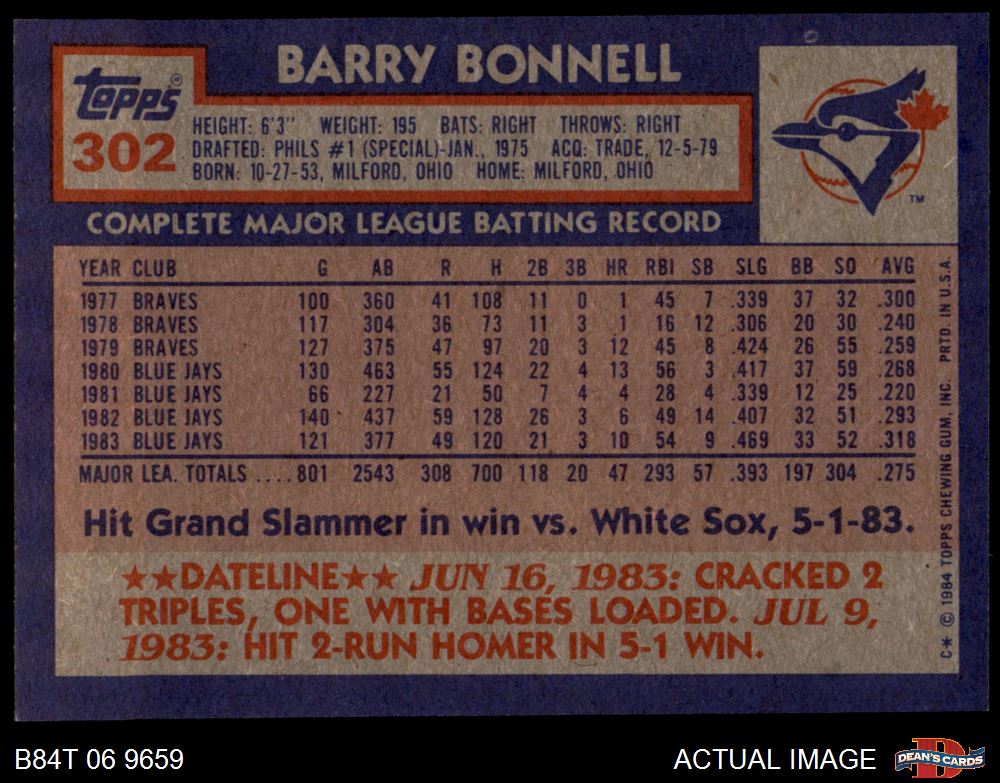 BARRY BONNELL
topps®
302
HEIGHT: 6'3" WEIGHT: 195 BATS: RIGHT THROWS: RIGHT
DRAFTED: PHILS #1 (SPECIAL)-JAN., 1975 ACQ: TRADE, 12-5-79
BORN: 10-27-53, MILFORD, OHIO HOME: MILFORD, OHIO
TM
COMPLETE MAJOR LEAGUE BATTING RECORD
YEAR CLUB G AB R H 2B 3B HR RBI SB SLG BB SO AVG
1977 BRAVES 100 360 41 108 11 0 1 45 7 .339 37 32 .300
1978 BRAVES 117 304 36 73 11 3 1 16 12 .306 20 30 .240
1979 BRAVES 127 375 47 97 20 3 12 45 8 .424 26 55 .259
1980 BLUE JAYS 130 463 55 124 22 4 13 56 3 .417 37 59 .268
1981 BLUE JAYS 66 227 21 50 7 4 4 28 4 .339 12 25 .220
1982 BLUE JAYS 140 437 59 128 26 3 6 49 14 .407 32 51 .293
1983 BLUE JAYS 121 377 49 120 21 3 10 54 9 .469 33 52 .318
MAJOR LEA. TOTALS ....801 2543 308 700 118 20 47 293 57 .393 197 304 .275
Hit Grand Slammer in win vs. White Sox, 5-1-83.
★★DATELINE★★ JUN 16, 1983: CRACKED 2
TRIPLES, ONE WITH BASES LOADED. JUL 9,
1983: HIT 2-RUN HOMER IN 5-1 WIN.
C* © 1984 TOPPS CHEWING GUM, INC. PRTD. IN U.S.A.
B84T 06 9659
ACTUAL IMAGE
D
DEAN'S CARDS